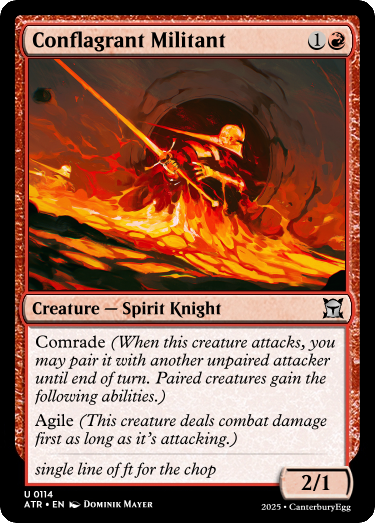 Conflagrant Militant 1
Creature — Spirit Knight
Comrade (When this creature attacks, you
may pair it with another unpaired attacker
until end of turn. Paired creatures gain the
following abilities.)
Agile (This creature deals combat damage
first as long as it's attacking.)
single line of ft for the chop
2/1
U 0114
ATR • EN Dominik Mayer
2025 • CanterburyEgg